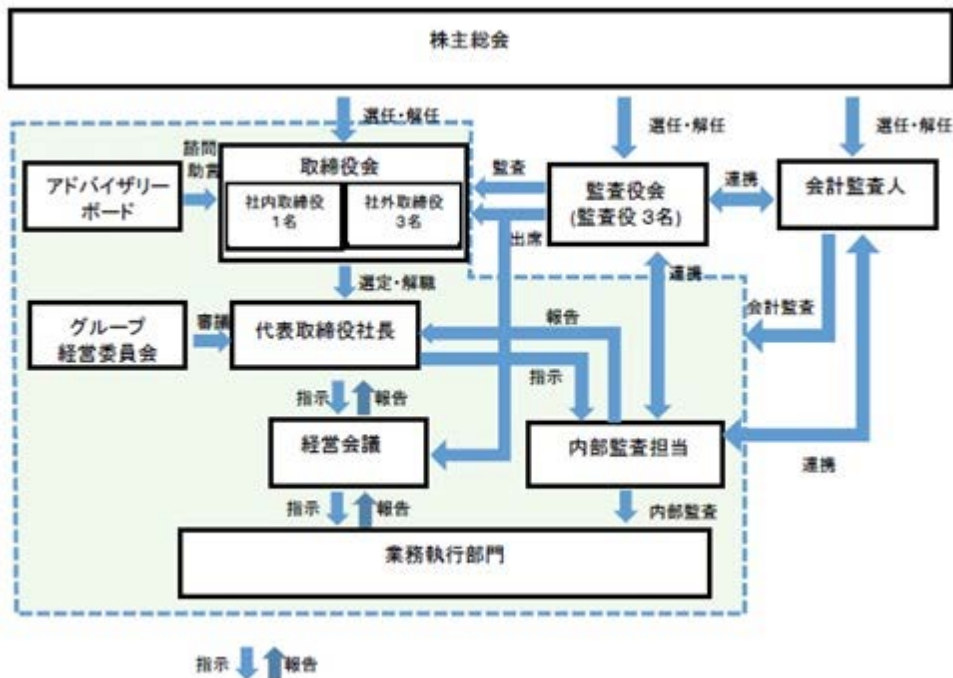 株主総会
選任・解任
選任・解任
選任・解任
諮問
助言
アドバイザリー
ボード
取締役会
社内取締役
1名
社外取締役
3名
監査
出席
監査役会
(監査役 3名)
連携
会計監査人
選定・解職
連携
グループ
経営委員会
審議
代表取締役社長
報告
指示
会計監査
指示
報告
経営会議
内部監査担当
連携
指示
報告
内部監査
業務執行部門
指示
報告